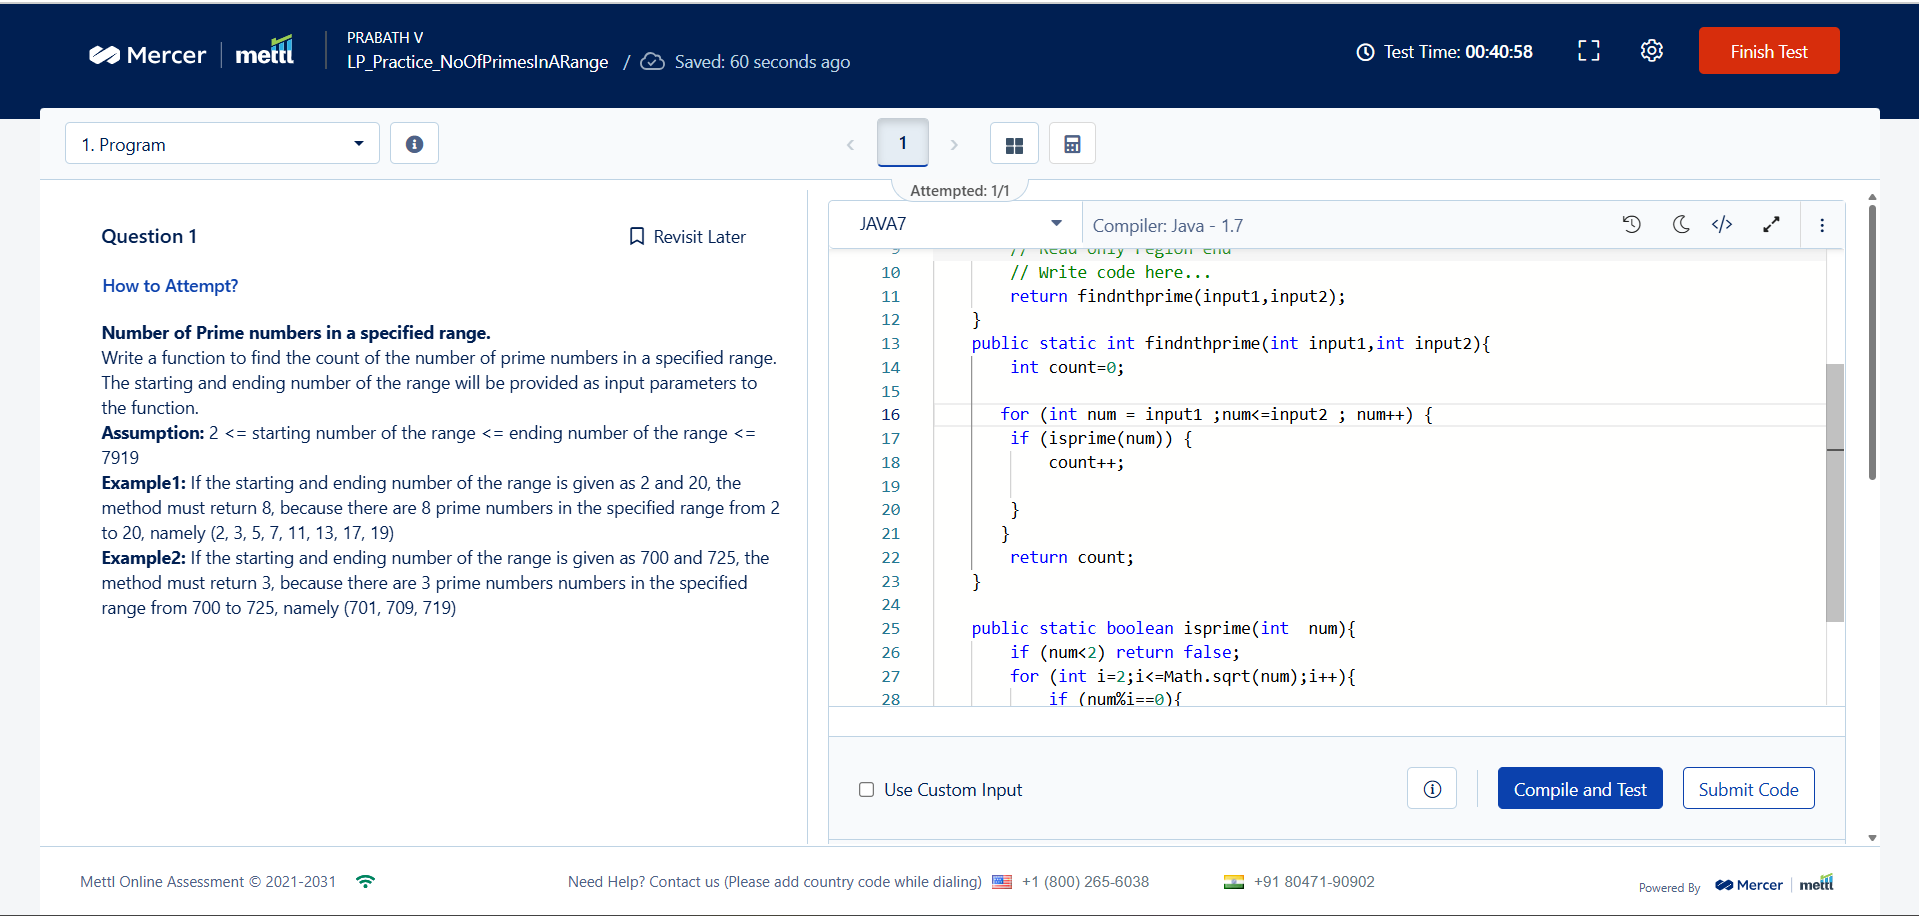 Mercer mettl
PRABATH V
LP_Practice_NoOfPrimesInARange / Saved: 60 seconds ago
Test Time: 00:40:58
Finish Test
1. Program
1
Attempted: 1/1
Question 1
Revisit Later
How to Attempt?
Number of Prime numbers in a specified range.
Write a function to find the count of the number of prime numbers in a specified range.
The starting and ending number of the range will be provided as input parameters to
the function.
Assumption: 2 <= starting number of the range <= ending number of the range <=
7919
Example1: If the starting and ending number of the range is given as 2 and 20, the
method must return 8, because there are 8 prime numbers in the specified range from 2
to 20, namely (2, 3, 5, 7, 11, 13, 17, 19)
Example2: If the starting and ending number of the range is given as 700 and 725, the
method must return 3, because there are 3 prime numbers numbers in the specified
range from 700 to 725, namely (701, 709, 719)
JAVA7
Compiler: Java - 1.7
9 // Read only region end
10 // Write code here...
11 return findnthprime(input1,input2);
12 }
13 public static int findnthprime(int input1,int input2){
14 int count=0;
15
16 for (int num = input1 ;num<=input2 ; num++) {
17 if (isprime(num)) {
18 count++;
19
20 }
21 }
22 return count;
23 }
24
25 public static boolean isprime(int  num){
26 if (num<2) return false;
27 for (int i=2;i<=Math.sqrt(num);i++){
28 if (num%i==0){
Use Custom Input
Compile and Test
Submit Code
Mettl Online Assessment © 2021-2031
Need Help? Contact us (Please add country code while dialing) +1 (800) 265-6038
+91 80471-90902
Powered By Mercer mettl